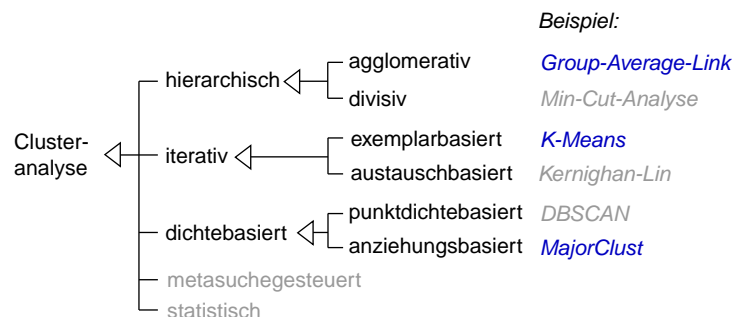 Beispiel:
hierarchisch
agglomerativ
Group-Average-Link
divisiv
Min-Cut-Analyse
Cluster-
analyse
iterativ
exemplarbasiert
K-Means
austauschbasiert
Kernighan-Lin
dichtebasiert
punktdichtebasiert
DBSCAN
anziehungsbasiert
MajorClust
metasuchegesteuert
statistisch